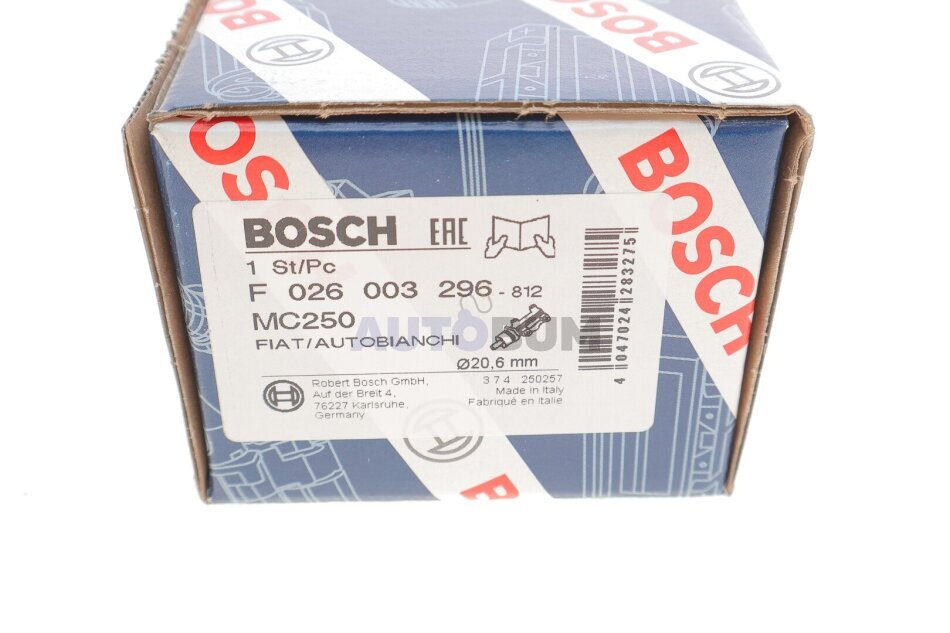 BOSCH
BOSCH
BOSCH
BOSCH EAC
1 St/Pc
F 026 003 296 - 812
MC250
AUTOBUM
FIAT/AUTOBIANCHI
Ø20,6 mm
Robert Bosch GmbH,
Auf der Breit 4,
76227 Karlsruhe,
Germany
3 7 4 250257
Made in Italy
Fabriqué en Italie
4 047024 283275
BOSCH